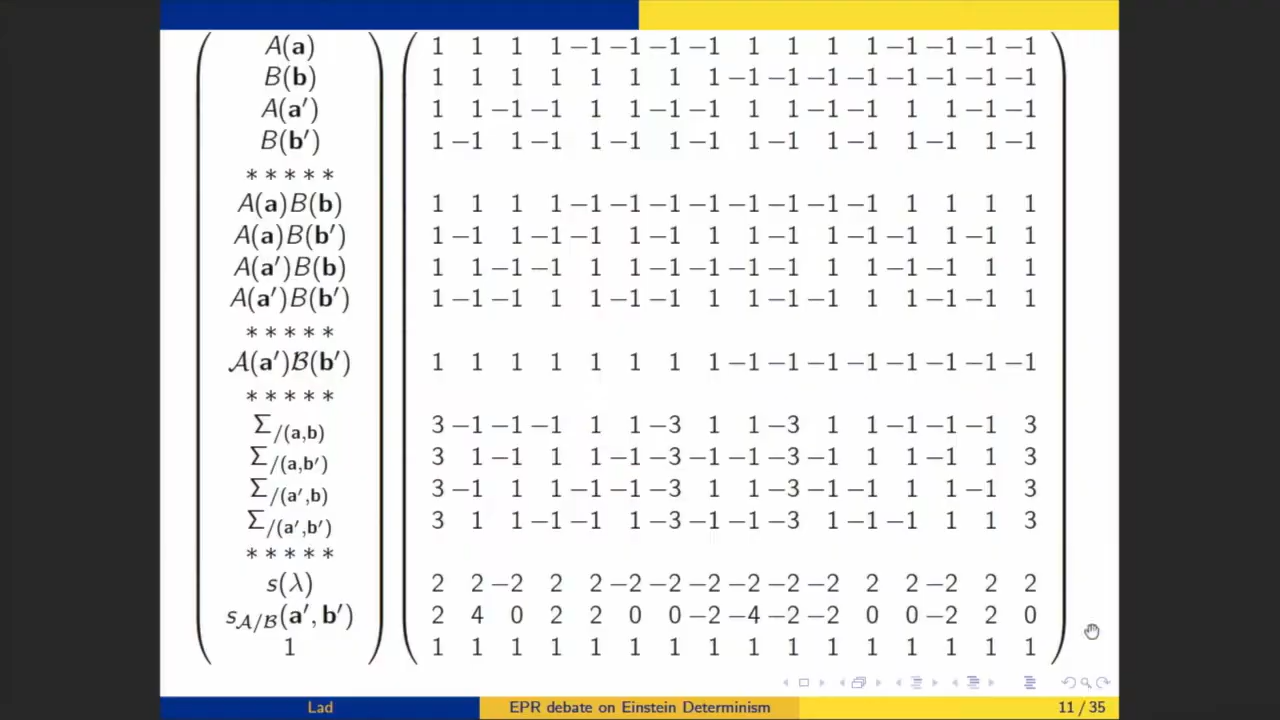 A(a) 1 1 1 1 −1 −1 −1 −1 1 1 1 1 −1 −1 −1 −1
B(b) 1 1 1 1 1 1 1 1 −1 −1 −1 −1 −1 −1 −1 −1
A(a′) 1 1 −1 −1 1 1 −1 −1 1 1 −1 −1 1 1 −1 −1
B(b′) 1 −1 1 −1 1 −1 1 −1 1 −1 1 −1 1 −1 1 −1
* * * * *
A(a)B(b) 1 1 1 1 −1 −1 −1 −1 −1 −1 −1 −1 1 1 1 1
A(a)B(b′) 1 −1 1 −1 −1 1 −1 1 1 −1 1 −1 −1 1 −1 1
A(a′)B(b) 1 1 −1 −1 1 1 −1 −1 −1 −1 1 1 −1 −1 1 1
A(a′)B(b′) 1 −1 −1 1 1 −1 −1 1 1 −1 −1 1 1 −1 −1 1
* * * * *
𝒜(a′)ℬ(b′) 1 1 1 1 1 1 1 1 −1 −1 −1 −1 −1 −1 −1 −1
* * * * *
Σ/(a,b) 3 −1 −1 −1 1 1 −3 1 1 −3 1 1 −1 −1 −1 3
Σ/(a,b′) 3 1 −1 1 1 −1 −3 −1 −1 −3 −1 1 1 −1 1 3
Σ/(a′,b) 3 −1 1 1 −1 −1 −3 1 1 −3 −1 −1 1 1 −1 3
Σ/(a′,b′) 3 1 1 −1 −1 1 −3 −1 −1 −3 1 −1 −1 1 1 3
* * * * *
s(λ) 2 2 −2 2 2 −2 −2 −2 −2 −2 −2 2 2 −2 2 2
s𝒜/ℬ(a′, b′) 2 4 0 2 2 0 0 −2 −4 −2 −2 0 0 −2 2 0
1 1 1 1 1 1 1 1 1 1 1 1 1 1 1 1 1
Lad
EPR debate on Einstein Determinism
11 / 35